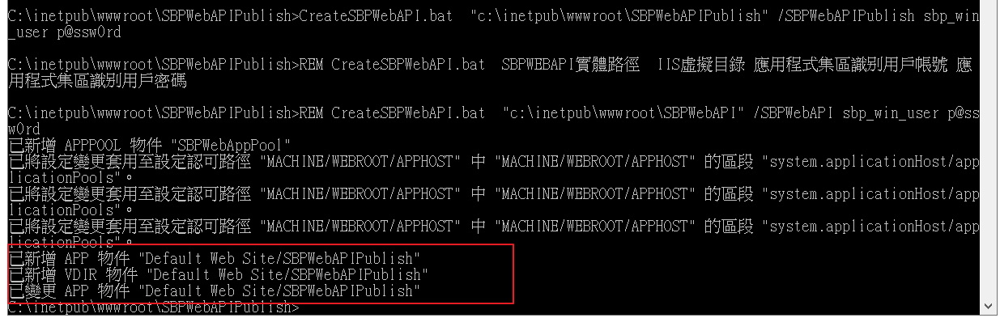 C:\inetpub\wwwroot\SBPWebAPIPublish>CreateSBPWebAPI.bat  "c:\inetpub\wwwroot\SBPWebAPIPublish" /SBPWebAPIPublish sbp_win
_user p@ssw0rd
C:\inetpub\wwwroot\SBPWebAPIPublish>REM CreateSBPWebAPI.bat  SBPWEBAPI實體路徑  IIS虛擬目錄 應用程式集區識別用戶帳號 應
用程式集區識別用戶密碼
C:\inetpub\wwwroot\SBPWebAPIPublish>REM CreateSBPWebAPI.bat  "c:\inetpub\wwwroot\SBPWebAPI" /SBPWebAPI sbp_win_user p@ss
w0rd
已新增 APPPOOL 物件 "SBPWebAppPool"
已將設定變更套用至設定認可路徑 "MACHINE/WEBROOT/APPHOST" 中 "MACHINE/WEBROOT/APPHOST" 的區段 "system.applicationHost/app
licationPools"。
已將設定變更套用至設定認可路徑 "MACHINE/WEBROOT/APPHOST" 中 "MACHINE/WEBROOT/APPHOST" 的區段 "system.applicationHost/app
licationPools"。
已將設定變更套用至設定認可路徑 "MACHINE/WEBROOT/APPHOST" 中 "MACHINE/WEBROOT/APPHOST" 的區段 "system.applicationHost/app
licationPools"。
已新增 APP 物件 "Default Web Site/SBPWebAPIPublish"
已新增 VDIR 物件 "Default Web Site/SBPWebAPIPublish"
已變更 APP 物件 "Default Web Site/SBPWebAPIPublish"
C:\inetpub\wwwroot\SBPWebAPIPublish>